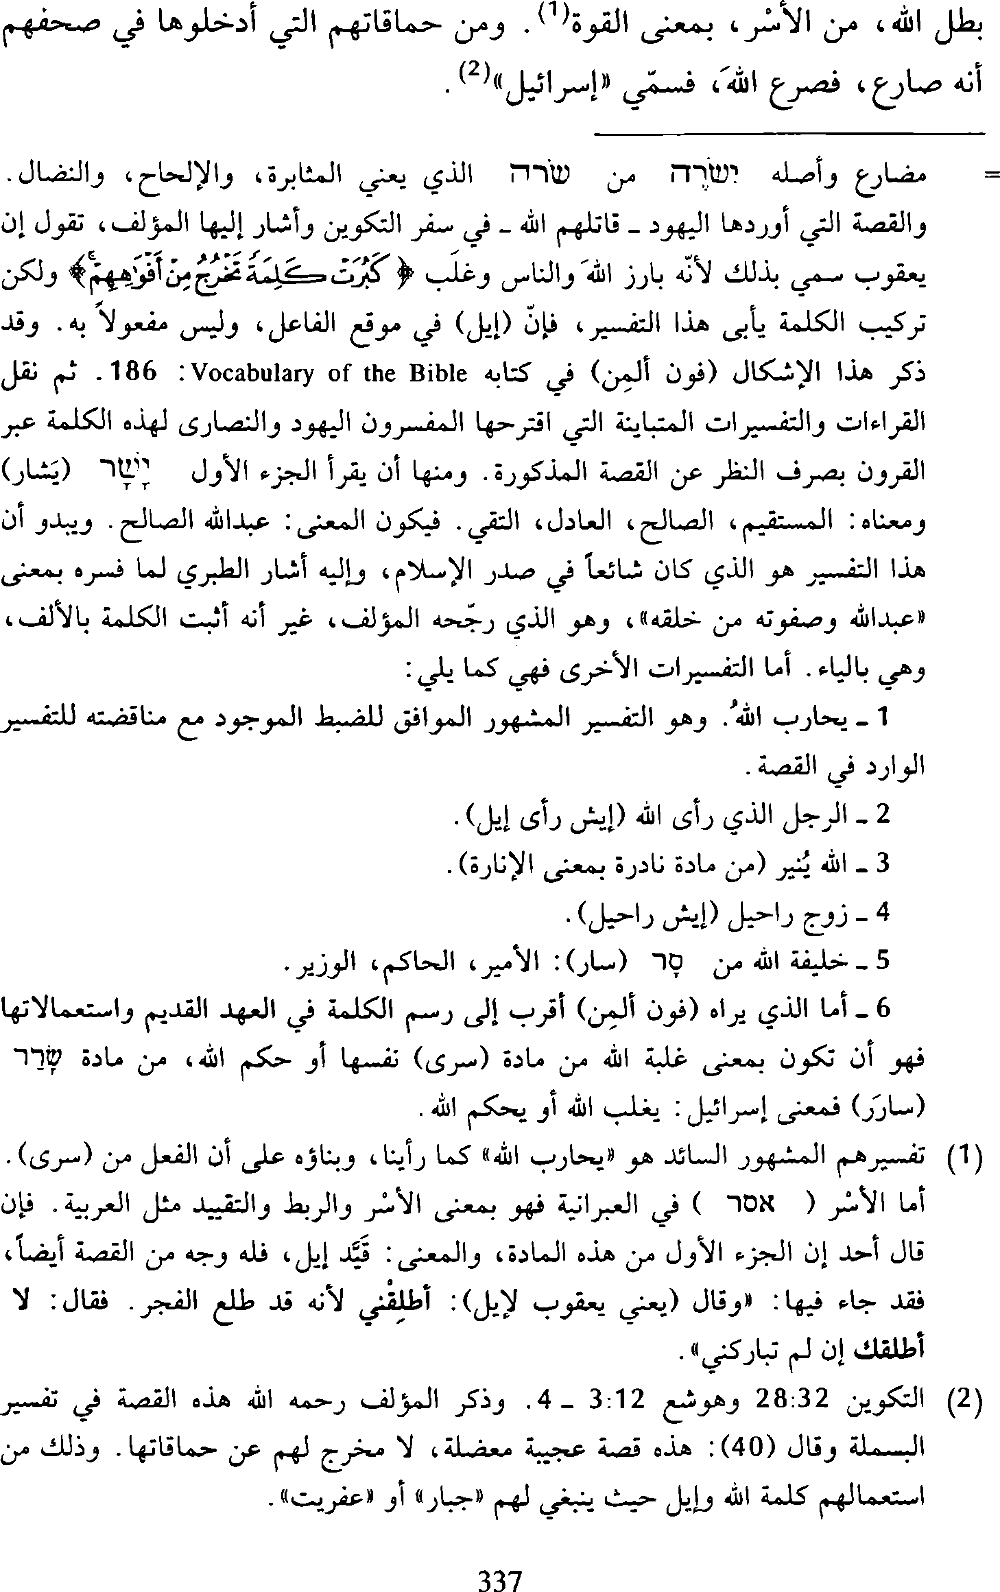 بطل الله، من الأسْر، بمعنى القوة(1). ومن حماقاتهم التي أدخلوها في صحفهم
أنه صارع، فصرع اللهَ، فسمّي «إسرائيل»(2).
= مضارع وأصله יִשְׂרֶה من שׂרה الذي يعني المثابرة، والإلحاح، والنضال.
والقصة التي أوردها اليهود ـ قاتلهم الله ـ في سفر التكوين وأشار إليها المؤلف، تقول إن
يعقوب سمي بذلك لأنّه بارز اللهَ والناس وغلَب ﴿كَبُرَتْ كَلِمَةً تَخْرُجُ مِنْ أَفْوَاهِهِمْ﴾ ولكن
تركيب الكلمة يأبى هذا التفسير، فإنّ (إيل) في موقع الفاعل، وليس مفعولاً به. وقد
ذكر هذا الإشكال (فون ألمِن) في كتابه Vocabulary of the Bible: 186. ثم نقل
القراءات والتفسيرات المتباينة التي اقترحها المفسرون اليهود والنصارى لهذه الكلمة عبر
القرون بصرف النظر عن القصة المذكورة. ومنها أن يقرأ الجزء الأول יָשָׁר (يَشار)
ومعناه: المستقيم، الصالح، العادل، التقي. فيكون المعنى: عبدالله الصالح. ويبدو أن
هذا التفسير هو الذي كان شائعاً في صدر الإسلام، وإليه أشار الطبري لما فسره بمعنى
«عبدالله وصفوته من خلقه»، وهو الذي رجّحه المؤلف، غير أنه أثبت الكلمة بالألف،
وهي بالياء. أما التفسيرات الأخرى فهي كما يلي:
1 ـ يحارب اللهُ. وهو التفسير المشهور الموافق للضبط الموجود مع مناقضته للتفسير
الوارد في القصة.
2 ـ الرجل الذي رأى الله (إيش رأى إيل).
3 ـ الله يُنير (من مادة نادرة بمعنى الإنارة).
4 ـ زوج راحيل (إيش راحيل).
5 ـ خليفة الله من סָר (سار): الأمير، الحاكم، الوزير.
6 ـ أما الذي يراه (فون ألمِن) أقرب إلى رسم الكلمة في العهد القديم واستعمالاتها
فهو أن تكون بمعنى غلبة الله من مادة (سرى) نفسها أو حكم الله، من مادة שָׂרַר
(سارَر) فمعنى إسرائيل: يغلب الله أو يحكم الله.
(1) تفسيرهم المشهور السائد هو «يحارب الله» كما رأينا، وبناؤه على أن الفعل من (سرى).
أما الأسْر (אסר) في العبرانية فهو بمعنى الأسْر والربط والتقييد مثل العربية. فإن
قال أحد إن الجزء الأول من هذه المادة، والمعنى: قَيَّد إيل، فله وجه من القصة أيضاً،
فقد جاء فيها: «وقال (يعني يعقوب لإيل): أطلِقْني لأنه قد طلع الفجر. فقال: لا
أطلقك إن لم تباركني».
(2) التكوين 28:32 وهوشع 3:12 ـ 4. وذكر المؤلف رحمه الله هذه القصة في تفسير
البسملة وقال (40): هذه قصة عجيبة معضلة، لا مخرج لهم عن حماقاتها. وذلك من
استعمالهم كلمة الله وإيل حيث ينبغي لهم «جبار» أو «عفريت».
337